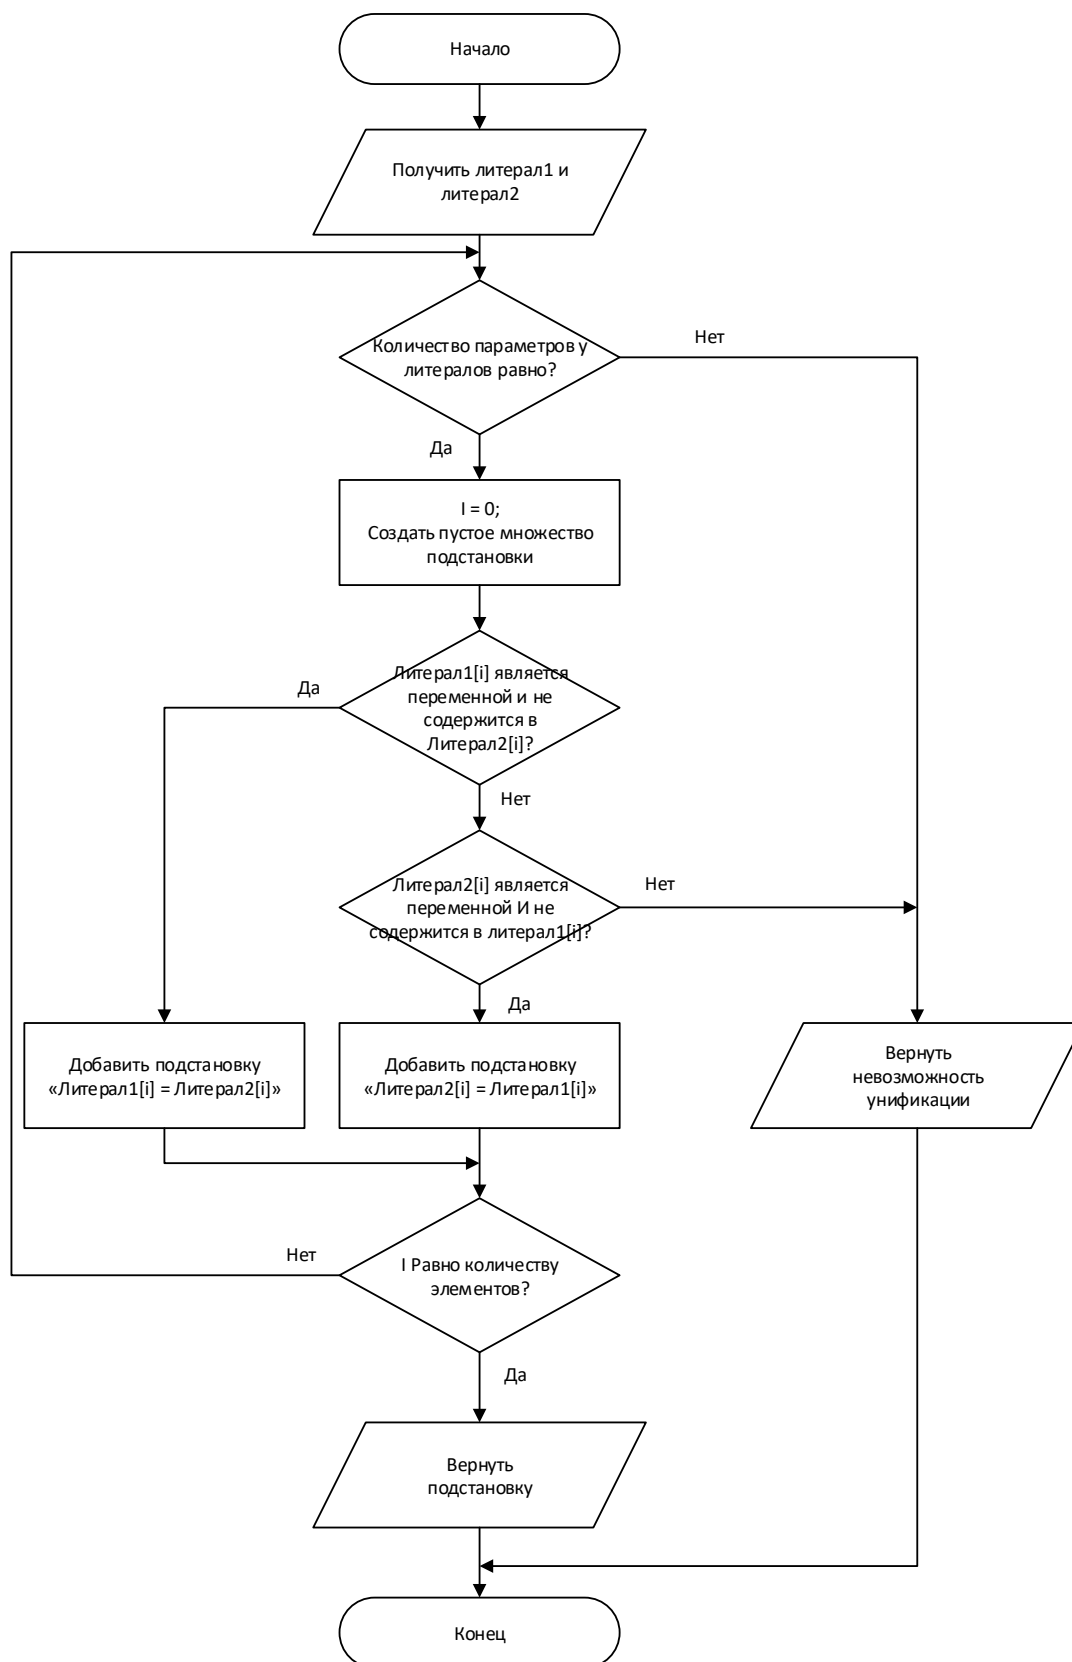 Начало
Получить литерал1 и
литерал2
Количество параметров у
литералов равно?
Нет
Да
I = 0;
Создать пустое множество
подстановки
Литерал1[i] является
переменной и не
содержится в
Литерал2[i]?
Да
Нет
Литерал2[i] является
переменной И не
содержится в литерал1[i]?
Нет
Да
Добавить подстановку
«Литерал1[i] = Литерал2[i]»
Добавить подстановку
«Литерал2[i] = Литерал1[i]»
Вернуть
невозможность
унификации
I Равно количеству
элементов?
Нет
Да
Вернуть
подстановку
Конец